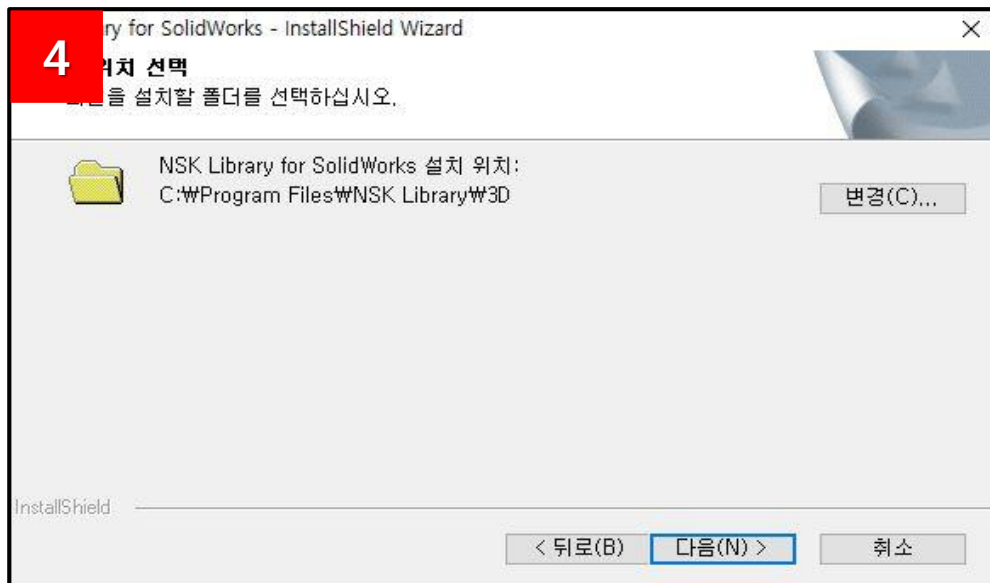 4
ry for SolidWorks - InstallShield Wizard
위치 선택
을 설치할 폴더를 선택하십시오.
NSK Library for SolidWorks 설치 위치:
C:₩Program Files₩NSK Library₩3D
변경(C)...
InstallShield
< 뒤로(B)
다음(N) >
취소